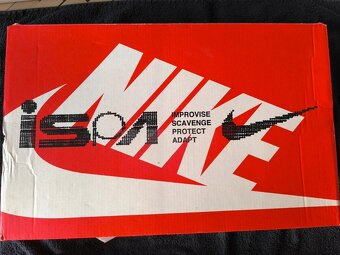 NIKE
iSPA
IMPROVISE
SCAVENGE
PROTECT
ADAPT